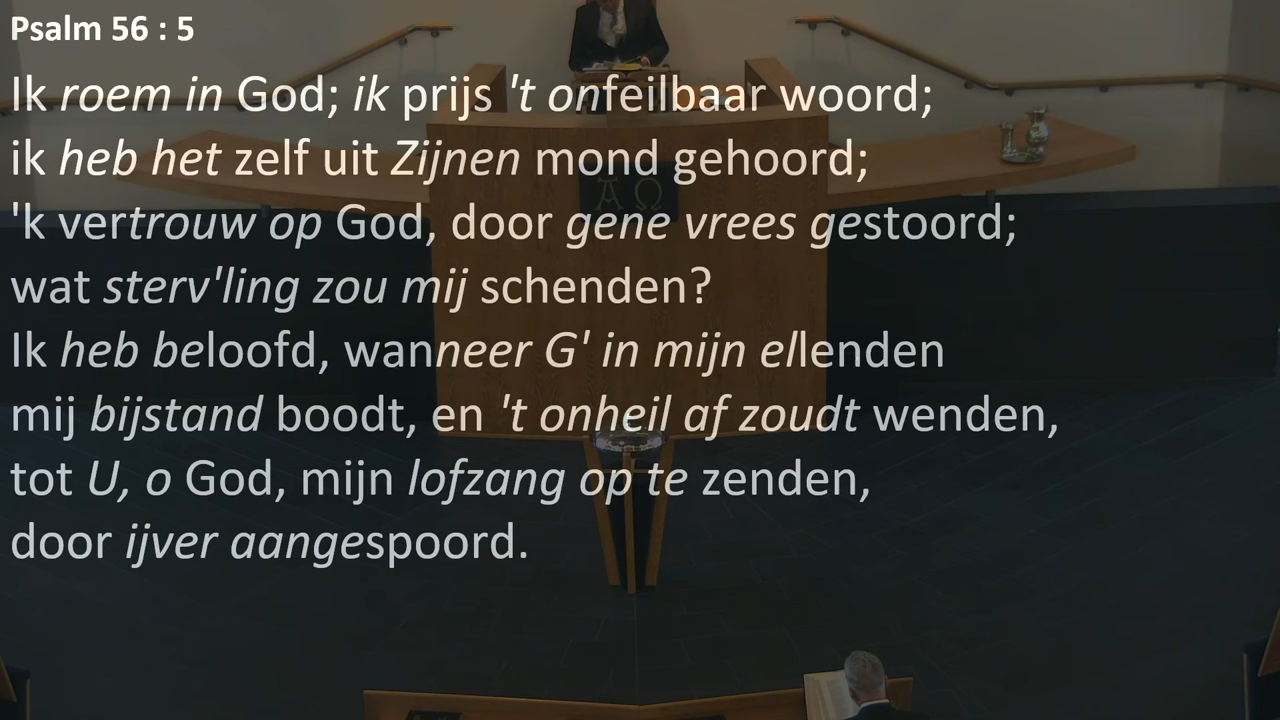 Psalm 56 : 5
Ik roem in God; ik prijs 't onfeilbaar woord;
ik heb het zelf uit Zijnen mond gehoord;
'k vertrouw op God, door gene vrees gestoord;
wat sterv'ling zou mij schenden?
Ik heb beloofd, wanneer G' in mijn ellenden
mij bijstand boodt, en 't onheil af zoudt wenden,
tot U, o God, mijn lofzang op te zenden,
door ijver aangespoord.
ΑΩ